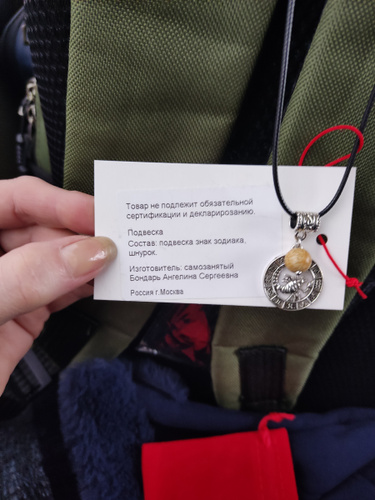 Товар не подлежит обязательной
сертификации и декларированию.
Подвеска
Состав: подвеска знак зодиака,
шнурок.
Изготовитель: самозанятый
Бондарь Ангелина Сергеевна
Россия г.Москва